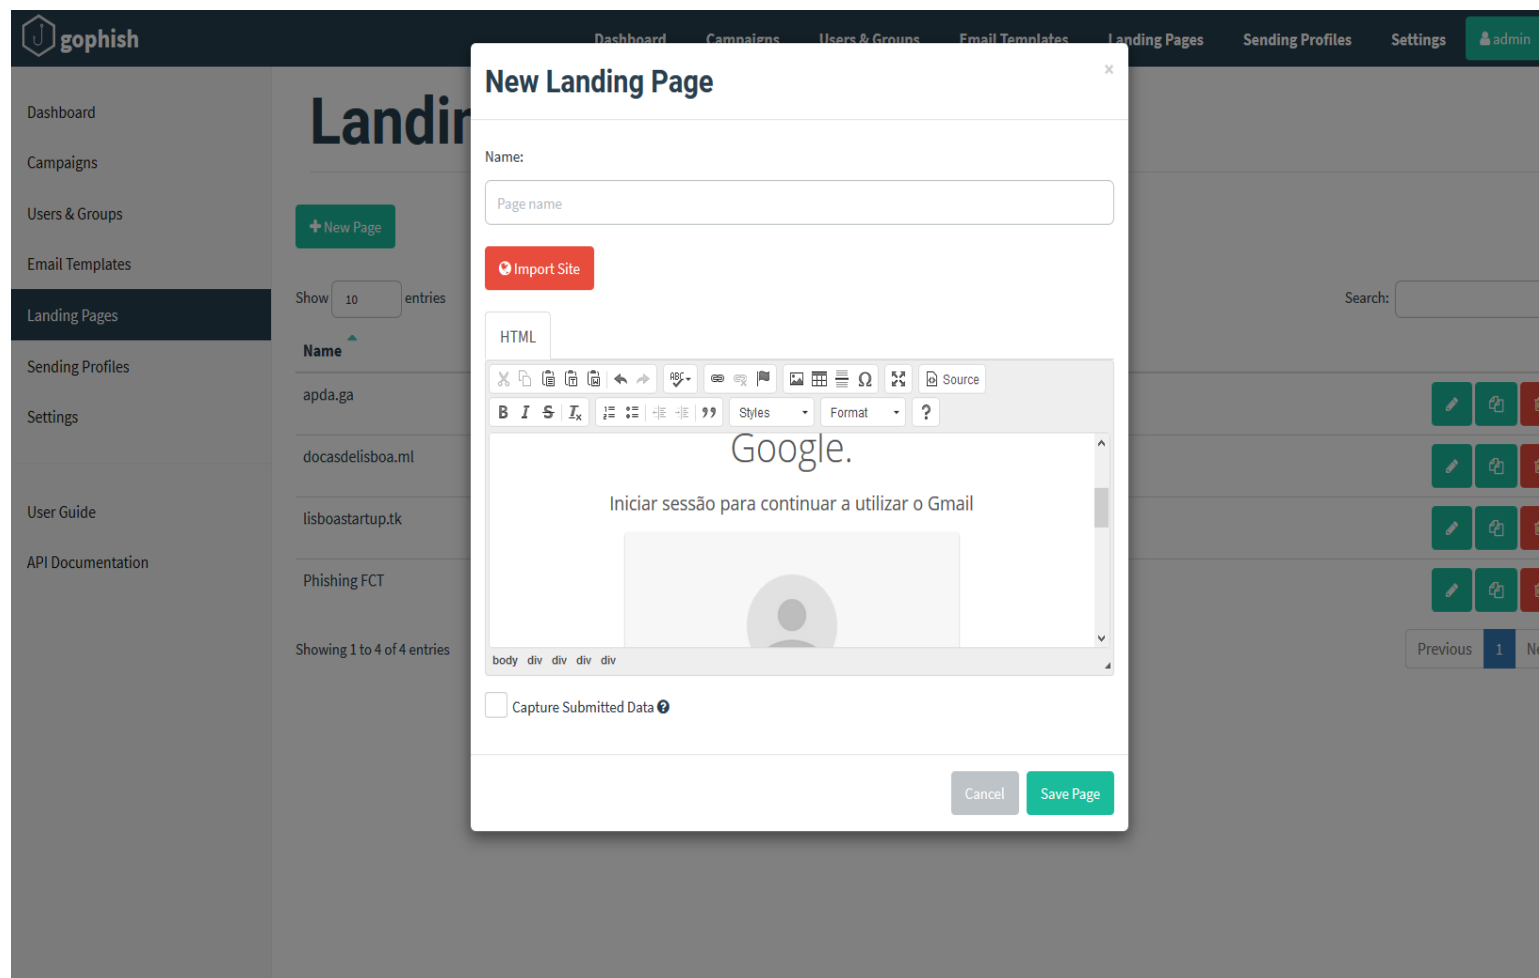 gophish
Dashboard Campaigns Users & Groups Email Templates Landing Pages Sending Profiles Settings admin
Dashboard
Campaigns
Users & Groups
Email Templates
Landing Pages
Sending Profiles
Settings
User Guide
API Documentation
Landin
New Page
Show 10 entries
Search:
Name
apda.ga
docasdelisboa.ml
lisboastartup.tk
Phishing FCT
Showing 1 to 4 of 4 entries
Previous 1 Ne
New Landing Page ×
Name:
Page name
Import Site
HTML
ABC Ω Source
B I S Tx Styles Format ?
Google.
Iniciar sessão para continuar a utilizar o Gmail
body div div div div
Capture Submitted Data ?
Cancel Save Page